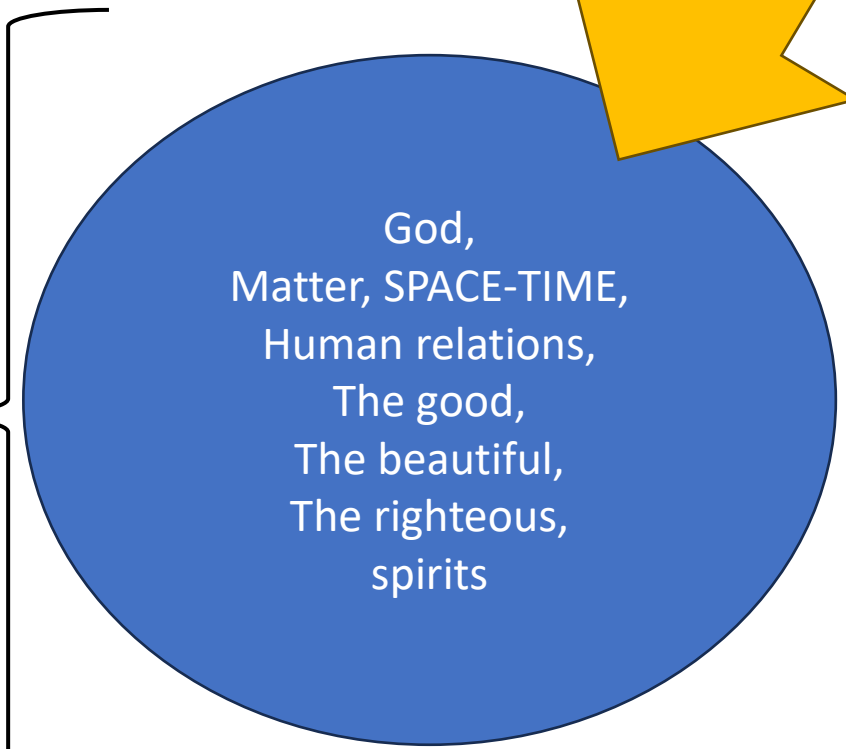 God,
Matter, SPACE-TIME,
Human relations,
The good,
The beautiful,
The righteous,
spirits